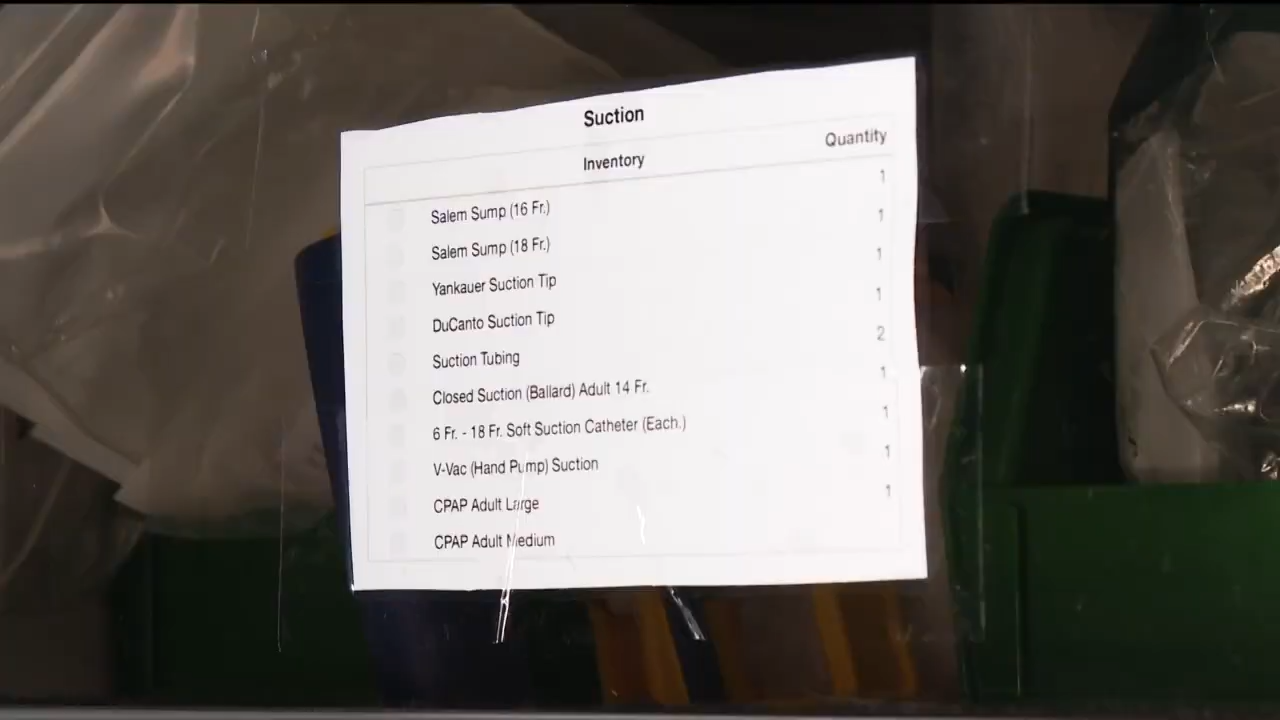 Suction
Inventory Quantity
Salem Sump (16 Fr.) 1
Salem Sump (18 Fr.) 1
Yankauer Suction Tip 1
DuCanto Suction Tip 1
Suction Tubing 2
Closed Suction (Ballard) Adult 14 Fr. 1
6 Fr. - 18 Fr. Soft Suction Catheter (Each.) 1
V-Vac (Hand Pump) Suction 1
CPAP Adult Large 1
CPAP Adult Medium